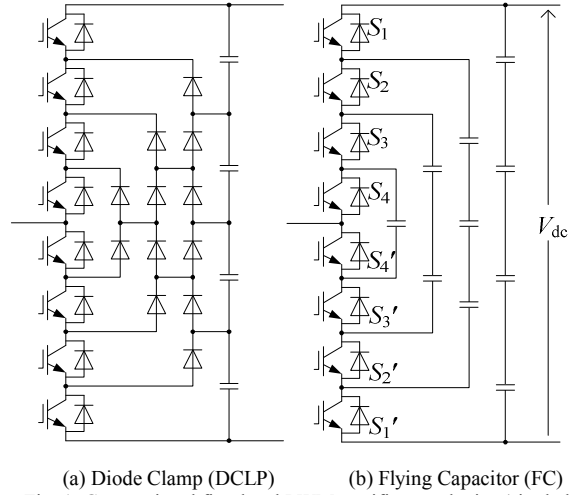 S1
S2
S3
S4
Vdc
S4′
S3′
S2′
S1′
(a) Diode Clamp (DCLP) (b) Flying Capacitor (FC)